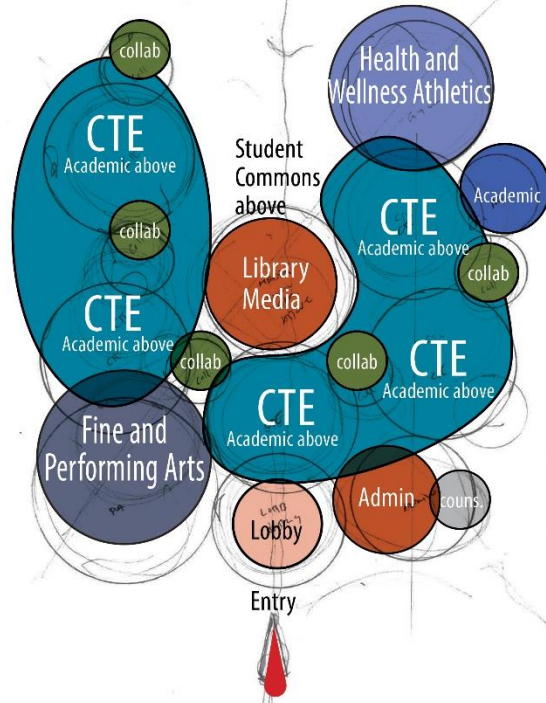 collab
Health and
Wellness Athletics
CTE
Academic above
Student
Commons
above
Academic
CTE
Academic above
collab
Library
Media
collab
CTE
Academic above
collab
collab
CTE
Academic above
CTE
Academic above
Fine and
Performing Arts
Admin
couns.
Lobby
Entry